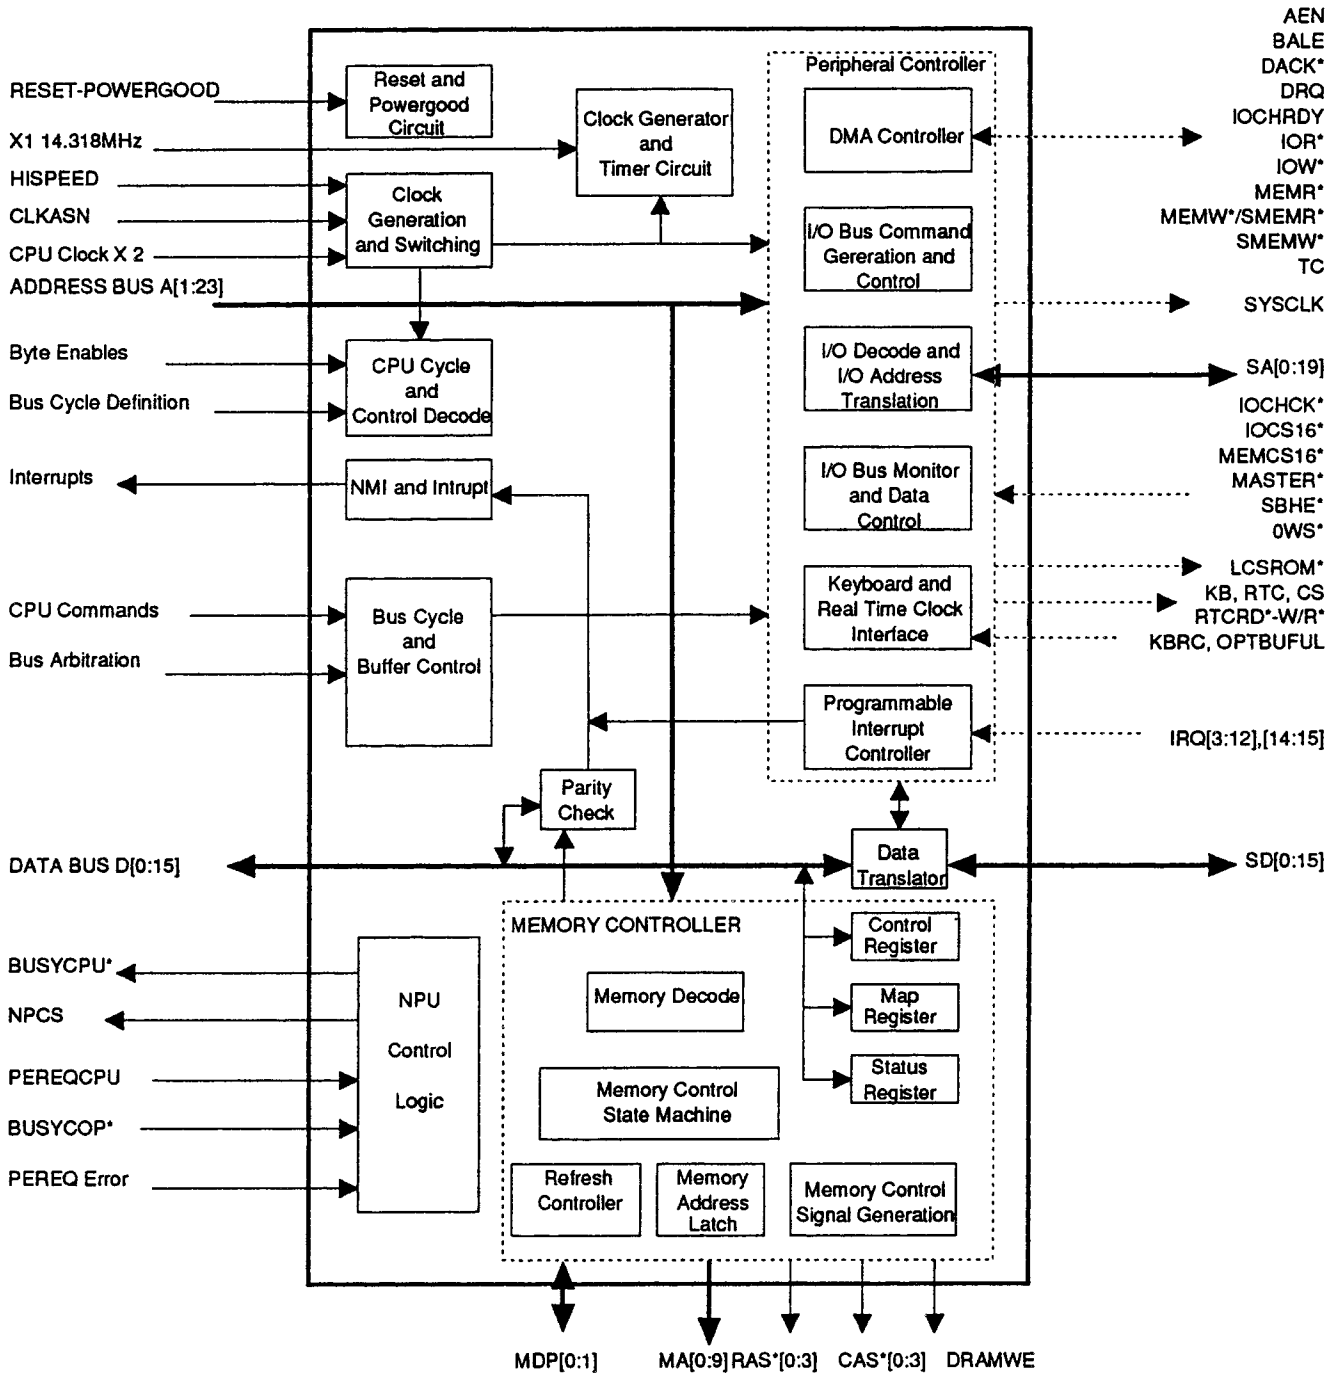 RESET-POWERGOOD
X1 14.318MHz
HISPEED
CLKASN
CPU Clock X 2
ADDRESS BUS A[1:23]
Byte Enables
Bus Cycle Definition
Interrupts
CPU Commands
Bus Arbitration
DATA BUS D[0:15]
BUSYCPU*
NPCS
PEREQCPU
BUSYCOP*
PEREQ Error
Reset and
Powergood
Circuit
Clock
Generation
and Switching
CPU Cycle
and
Control Decode
NMI and Intrupt
Bus Cycle
and
Buffer Control
NPU
Control
Logic
Clock Generator
and
Timer Circuit
Parity
Check
Peripheral Controller
DMA Controller
I/O Bus Command
Gereration and
Control
I/O Decode and
I/O Address
Translation
I/O Bus Monitor
and Data
Control
Keyboard and
Real Time Clock
Interface
Programmable
Interrupt
Controller
Data
Translator
MEMORY CONTROLLER
Control
Register
Memory Decode
Map
Register
Status
Register
Memory Control
State Machine
Refresh
Controller
Memory
Address
Latch
Memory Control
Signal Generation
AEN
BALE
DACK*
DRQ
IOCHRDY
IOR*
IOW*
MEMR*
MEMW*/SMEMR*
SMEMW*
TC
SYSCLK
SA[0:19]
IOCHCK*
IOCS16*
MEMCS16*
MASTER*
SBHE*
0WS*
LCSROM*
KB, RTC, CS
RTCRD*-W/R*
KBRC, OPTBUFUL
IRQ[3:12],[14:15]
SD[0:15]
MDP[0:1]
MA[0:9]
RAS*[0:3]
CAS*[0:3]
DRAMWE